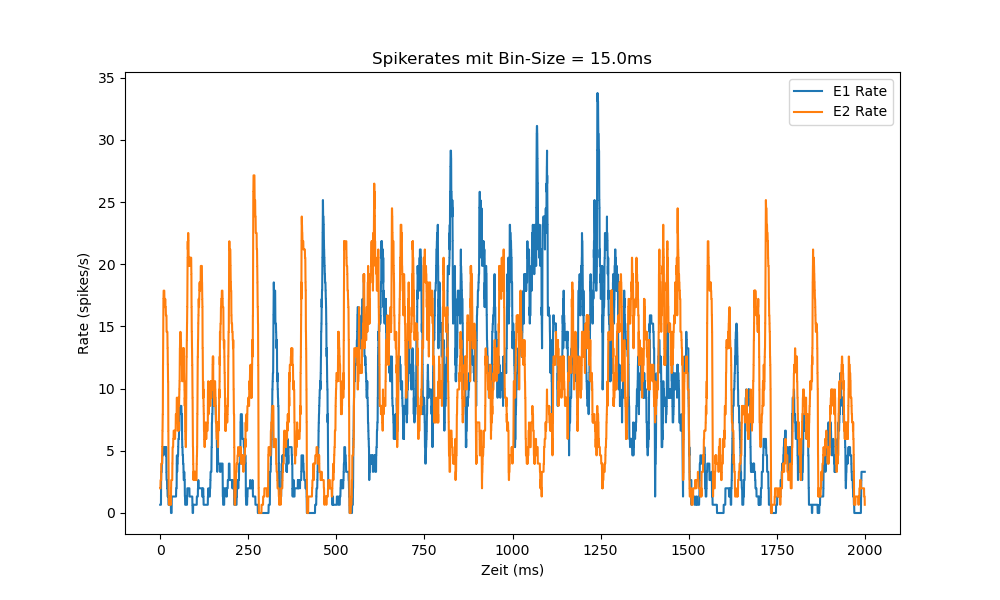 Spikerates mit Bin-Size = 15.0ms
E1 Rate
E2 Rate
Rate (spikes/s)
35
30
25
20
15
10
5
0
0 250 500 750 1000 1250 1500 1750 2000
Zeit (ms)